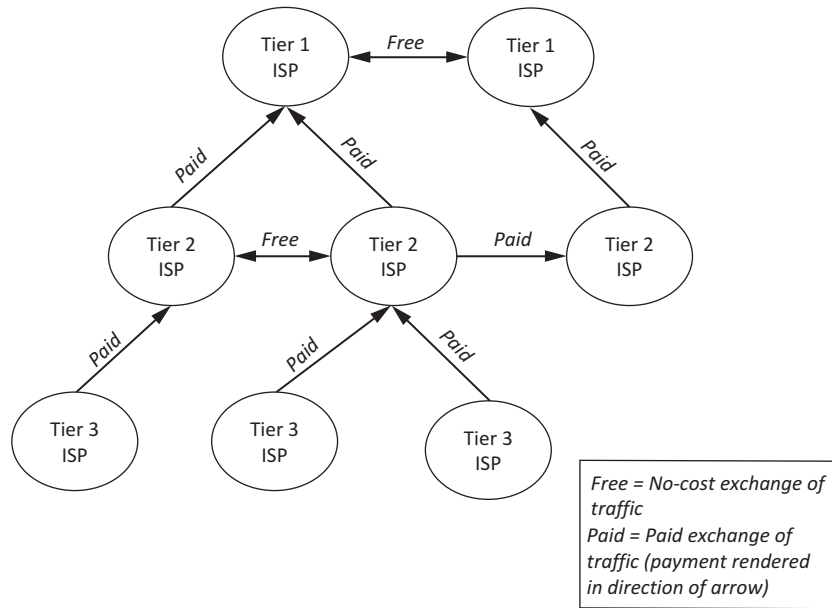 Tier 1
ISP
Free
Tier 1
ISP
Paid
Paid
Paid
Tier 2
ISP
Free
Tier 2
ISP
Paid
Tier 2
ISP
Paid
Paid
Paid
Tier 3
ISP
Tier 3
ISP
Tier 3
ISP
Free = No-cost exchange of
traffic
Paid = Paid exchange of
traffic (payment rendered
in direction of arrow)